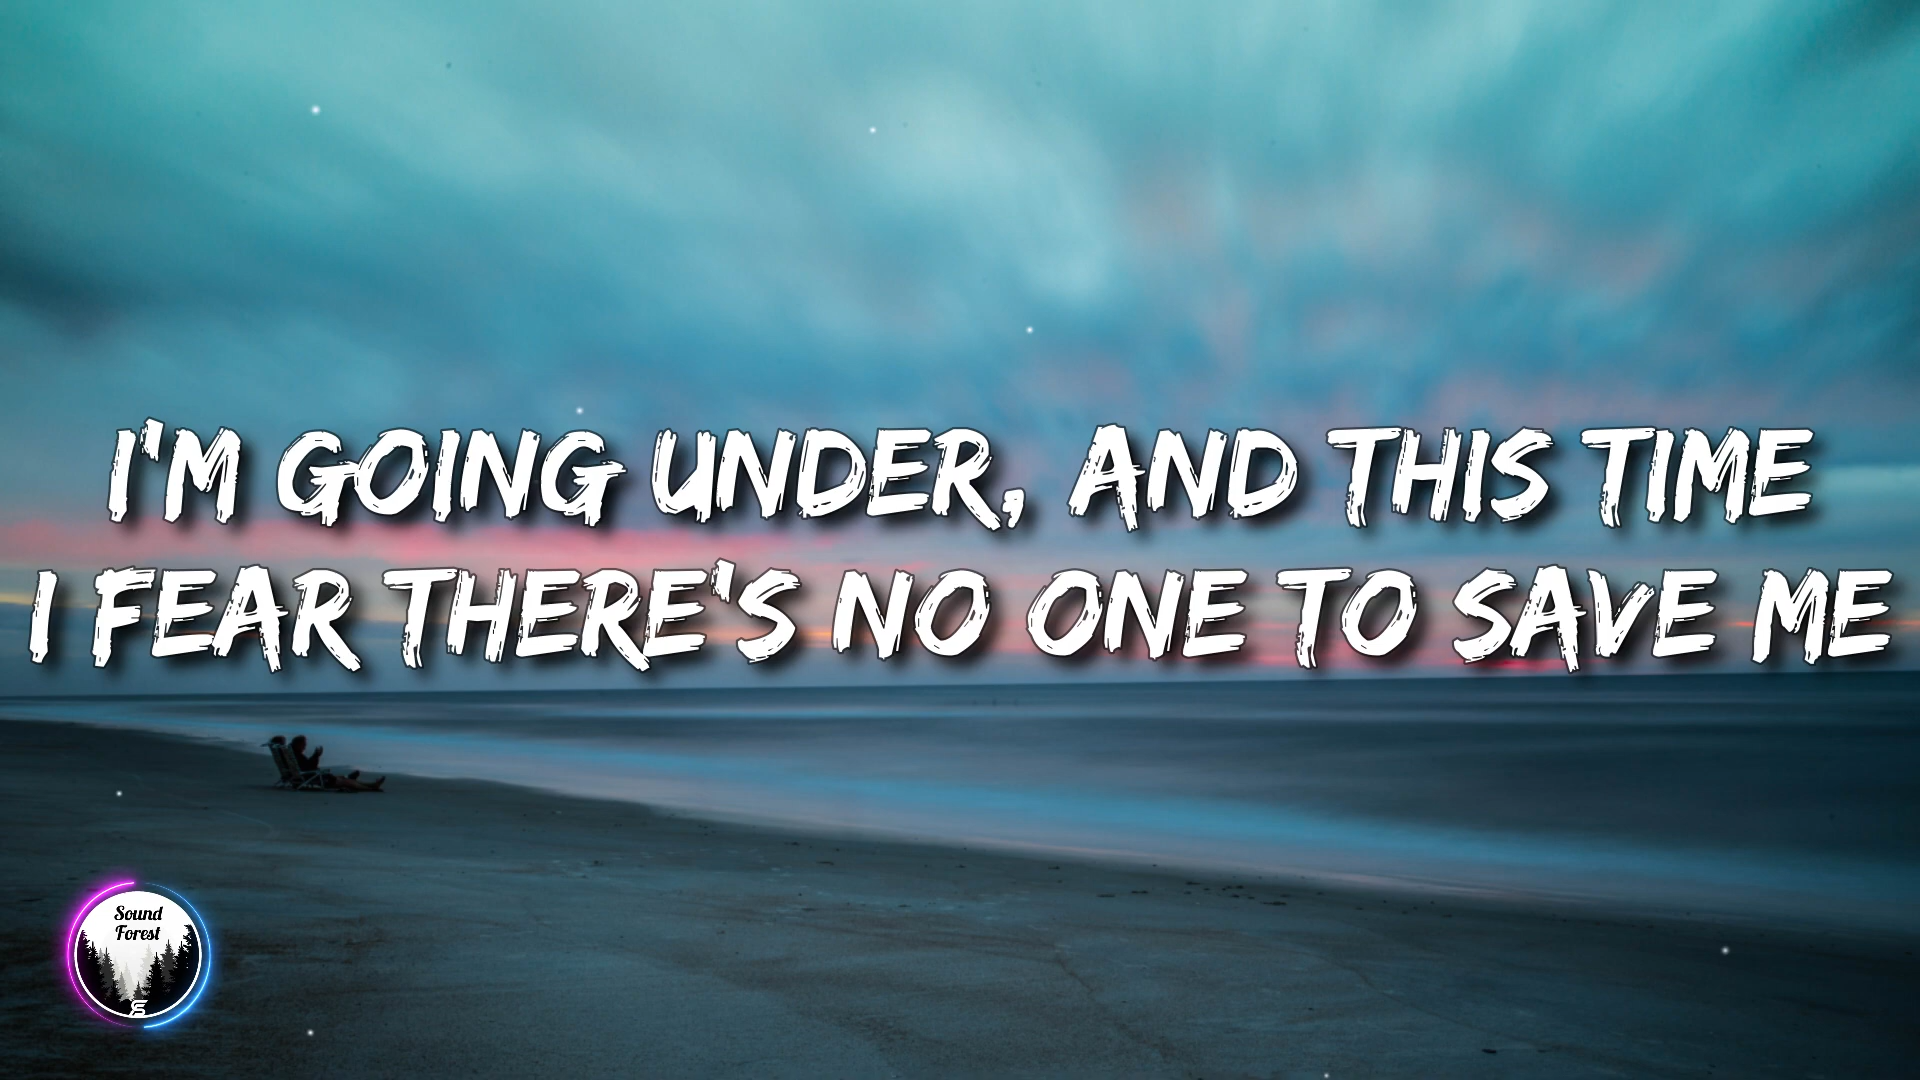 I'M GOING UNDER, AND THIS TIME
I FEAR THERE'S NO ONE TO SAVE ME
Sound
Forest